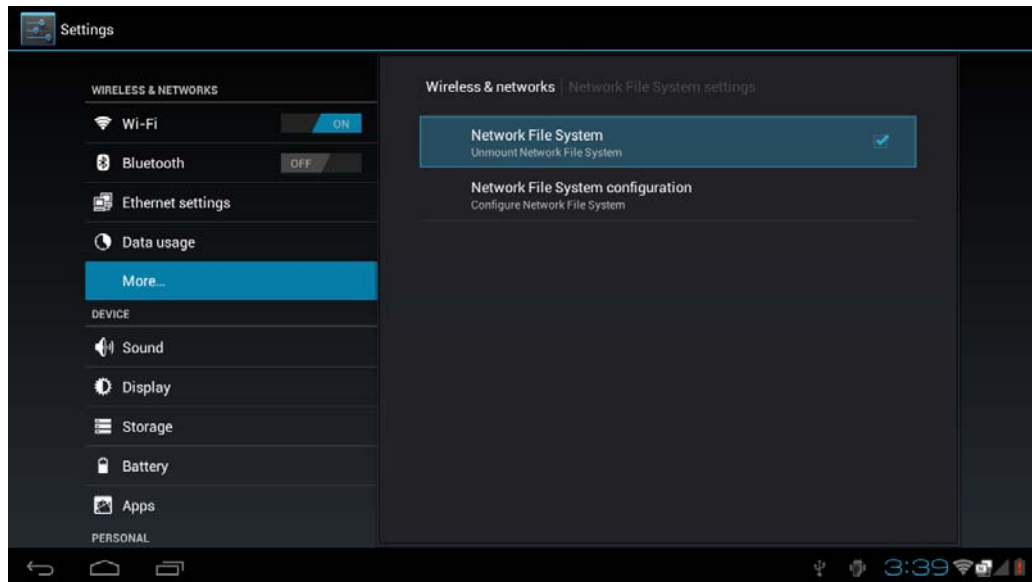 Settings
WIRELESS & NETWORKS
Wi-Fi ON
Bluetooth OFF
Ethernet settings
Data usage
More...
DEVICE
Sound
Display
Storage
Battery
Apps
PERSONAL
Wireless & networks Network File System settings
Network File System
Unmount Network File System
Network File System configuration
Configure Network File System
3:39